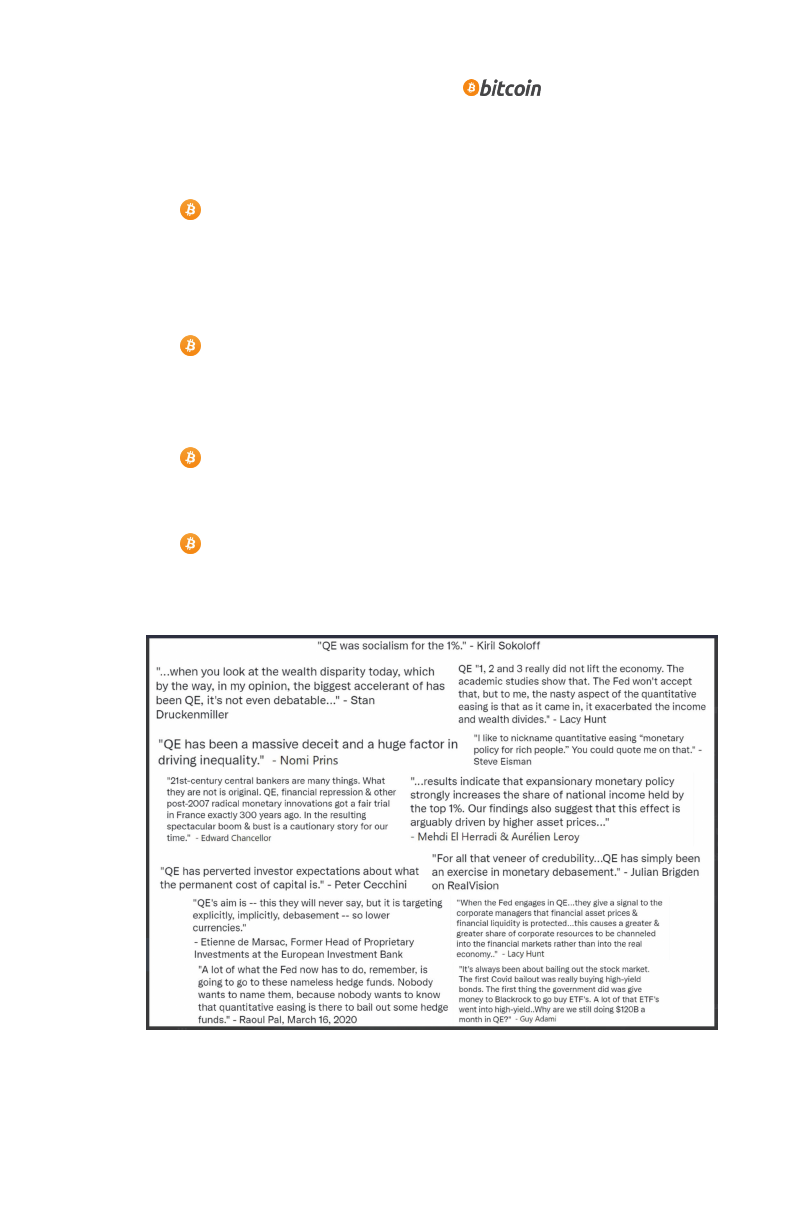 bitcoin
"QE was socialism for the 1%." - Kiril Sokoloff
"...when you look at the wealth disparity today, which
by the way, in my opinion, the biggest accelerant of has
been QE, it's not even debatable..." - Stan
Druckenmiller
QE "1, 2 and 3 really did not lift the economy. The
academic studies show that. The Fed won't accept
that, but to me, the nasty aspect of the quantitative
easing is that as it came in, it exacerbated the income
and wealth divides." - Lacy Hunt
"QE has been a massive deceit and a huge factor in
driving inequality." - Nomi Prins
"I like to nickname quantitative easing “monetary
policy for rich people.” You could quote me on that." -
Steve Eisman
"21st-century central bankers are many things. What
they are not is original. QE, financial repression & other
post-2007 radical monetary innovations got a fair trial
in France exactly 300 years ago. In the resulting
spectacular boom & bust is a cautionary story for our
time." - Edward Chancellor
"...results indicate that expansionary monetary policy
strongly increases the share of national income held by
the top 1%. Our findings also suggest that this effect is
arguably driven by higher asset prices..."
- Mehdi El Herradi & Aurélien Leroy
"QE has perverted investor expectations about what
the permanent cost of capital is." - Peter Cecchini
"For all that veneer of credubility...QE has simply been
an exercise in monetary debasement." - Julian Brigden
on RealVision
"QE's aim is -- this they will never say, but it is targeting
explicitly, implicitly, debasement -- so lower
currencies."
- Etienne de Marsac, Former Head of Proprietary
Investments at the European Investment Bank
"When the Fed engages in QE...they give a signal to the
corporate managers that financial asset prices &
financial liquidity is protected...this causes a greater &
greater share of corporate resources to be channeled
into the financial markets rather than into the real
economy.." - Lacy Hunt
"A lot of what the Fed now has to do, remember, is
going to go to these nameless hedge funds. Nobody
wants to name them, because nobody wants to know
that quantitative easing is there to bail out some hedge
funds." - Raoul Pal, March 16, 2020
"It's always been about bailing out the stock market.
The first Covid bailout was really buying high-yield
bonds. The first thing the government did was give
money to Blackrock to go buy ETF's. A lot of that ETF's
went into high-yield..Why are we still doing $120B a
month in QE?" - Guy Adami